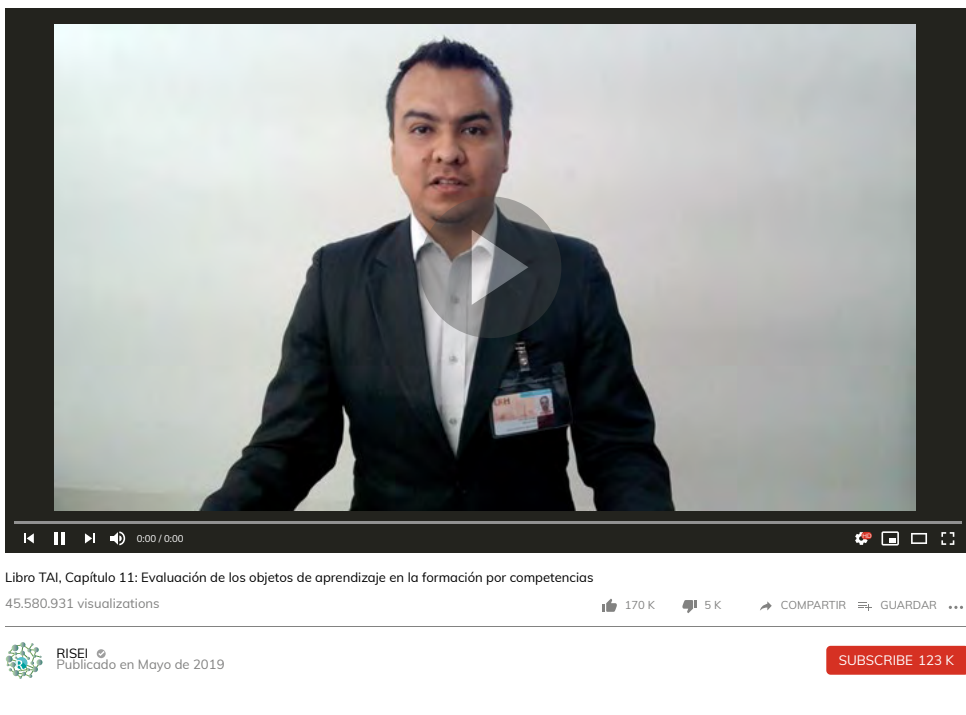 0:00 / 0:00
HD
Libro TAI, Capítulo 11: Evaluación de los objetos de aprendizaje en la formación por competencias
45.580.931 visualizations
170 K
5 K
COMPARTIR
GUARDAR
RISEI
Publicado en Mayo de 2019
SUBSCRIBE 123 K